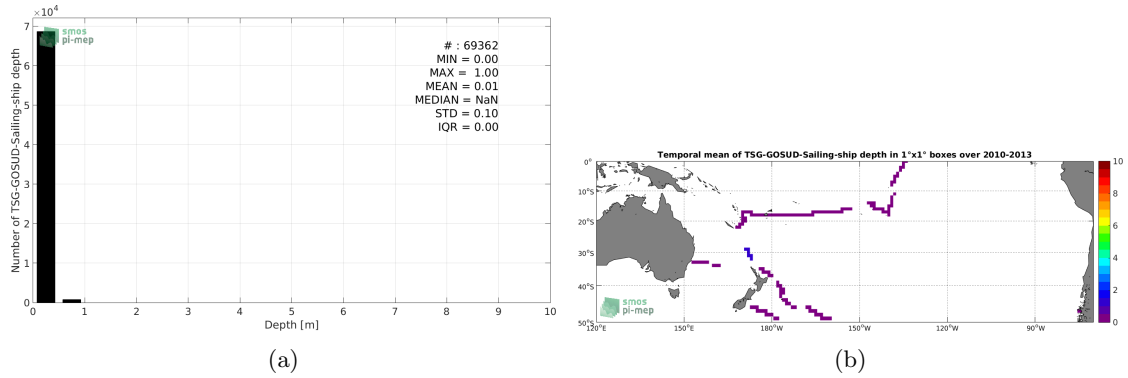 ×10⁴
7
6
5
4
3
2
1
0
Number of TSG-GOSUD-Sailing-ship depth
smos
pi-mep
# : 69362
MIN = 0.00
MAX = 1.00
MEAN = 0.01
MEDIAN = NaN
STD = 0.10
IQR = 0.00
0 1 2 3 4 5 6 7 8 9 10
Depth [m]
(a)
Temporal mean of TSG-GOSUD-Sailing-ship depth in 1°x1° boxes over 2010-2013
0°
10°S
20°S
30°S
40°S
50°S
smos
pi-mep
120°E 150°E 180°W 150°W 120°W 90°W
10
8
6
4
2
0
(b)